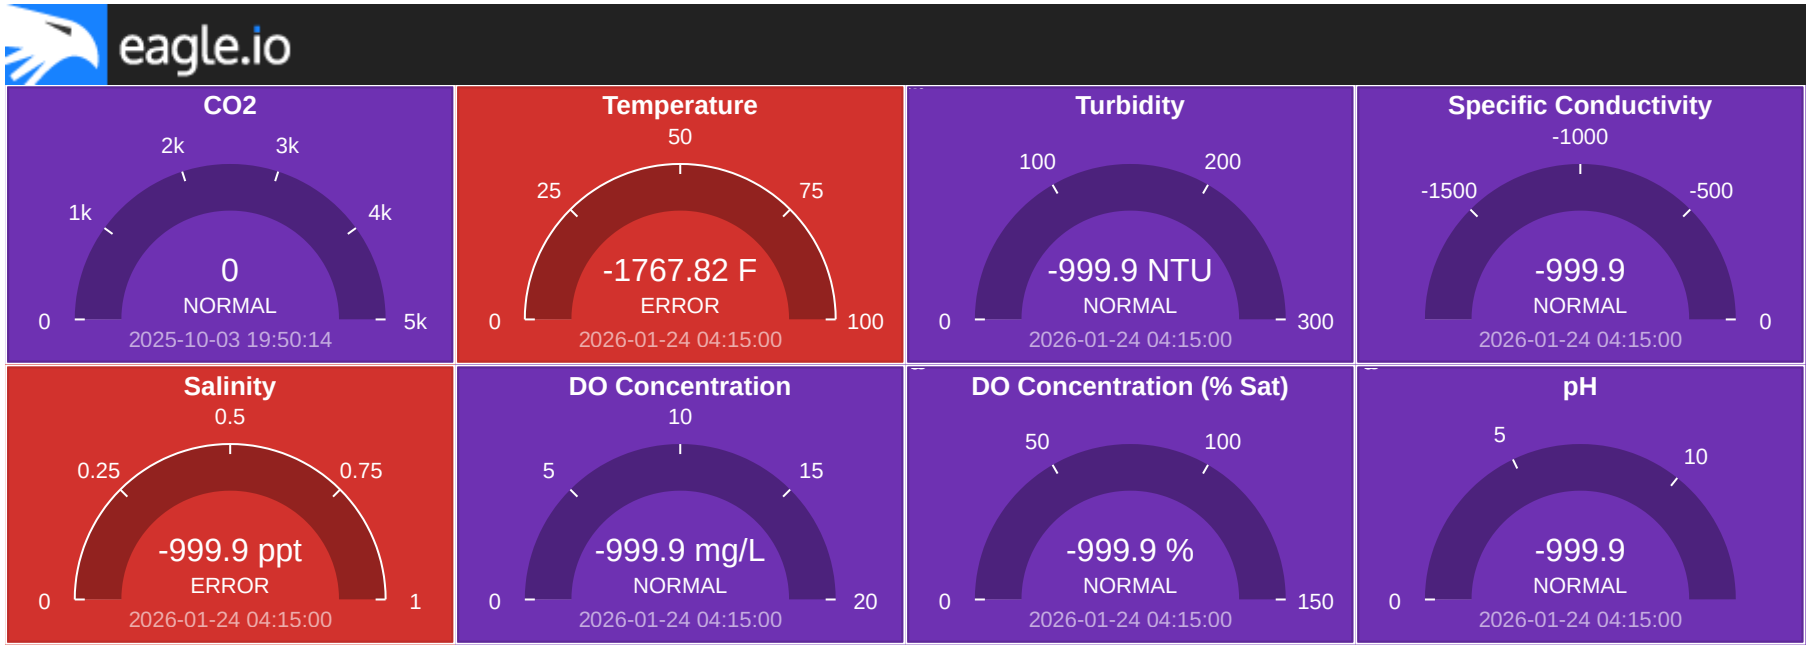 eagle.io
CO2
2k
3k
1k
4k
0
NORMAL
0
5k
2025-10-03 19:50:14
Temperature
50
25
75
-1767.82 F
ERROR
0
100
2026-01-24 04:15:00
Turbidity
100
200
-999.9 NTU
NORMAL
0
300
2026-01-24 04:15:00
Specific Conductivity
-1000
-1500
-500
-999.9
NORMAL
0
2026-01-24 04:15:00
Salinity
0.5
0.25
0.75
-999.9 ppt
ERROR
0
1
2026-01-24 04:15:00
DO Concentration
10
5
15
-999.9 mg/L
NORMAL
0
20
2026-01-24 04:15:00
DO Concentration (% Sat)
50
100
-999.9 %
NORMAL
0
150
2026-01-24 04:15:00
pH
5
10
-999.9
NORMAL
0
2026-01-24 04:15:00